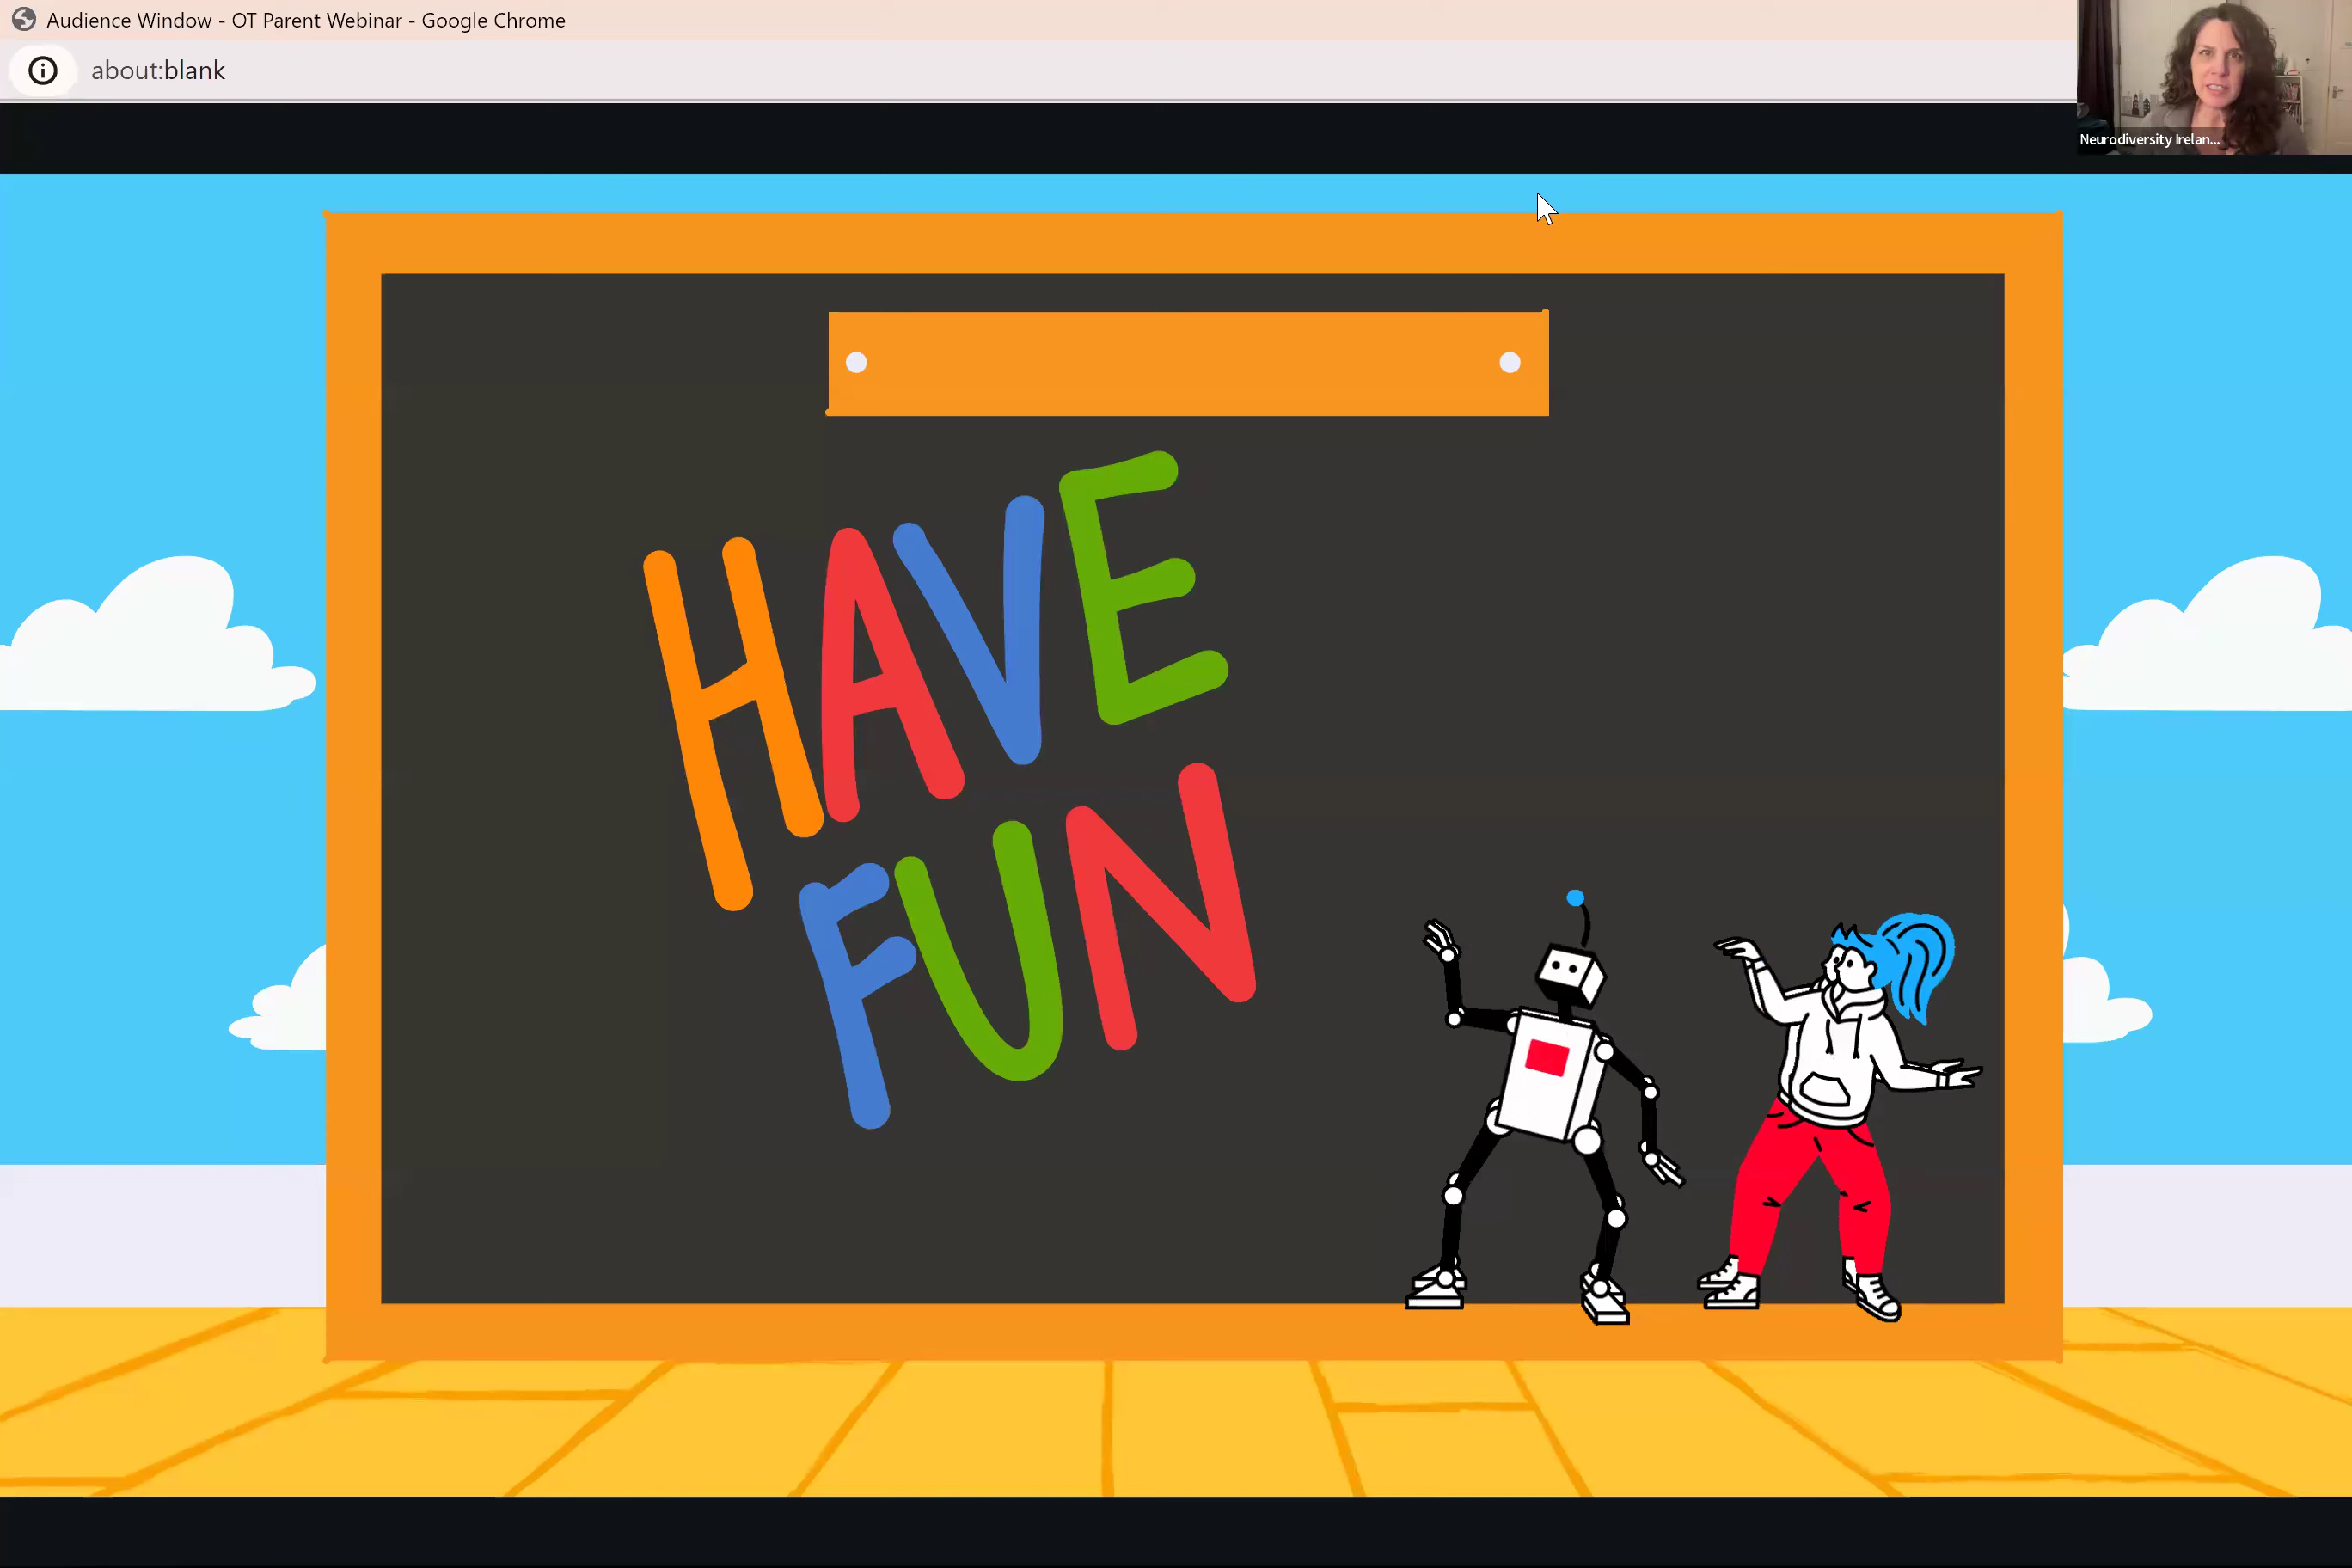 Audience Window - OT Parent Webinar - Google Chrome
about:blank
Neurodiversity Irelan...
HAVE
FUN